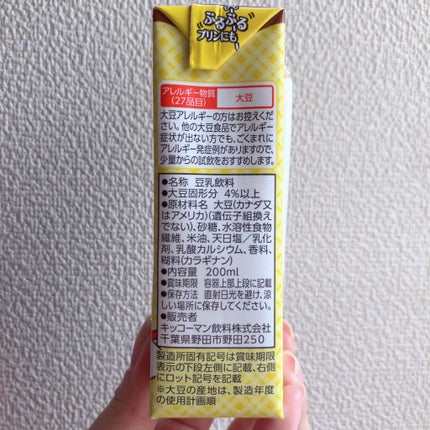 ぷるぷる
プリンにも
アレルギー物質
(27品目)
大豆
大豆アレルギーの方はお控えくだ
さい。他の大豆食品でアレルギー
症状が出ない方でも、ごくまれに
アレルギー発症例がありますので、
少量からの試飲をおすすめします。
●名称 豆乳飲料
●大豆固形分 4%以上
●原材料名 大豆(カナダ又
はアメリカ)(遺伝子組換え
でない)、砂糖、水溶性食物
繊維、米油、天日塩/乳化
剤、乳酸カルシウム、香料、
糊料(カラギナン)
●内容量 200ml
●賞味期限 容器上部上段に記載
●保存方法 直射日光を避け、涼
しい場所に保存してください。
●販売者
キッコーマン飲料株式会社
千葉県野田市野田250
製造所固有記号は賞味期限
表示の下段左側に記載、右側
にロット記号を記載
※大豆の産地は、製造年度
の使用計画順